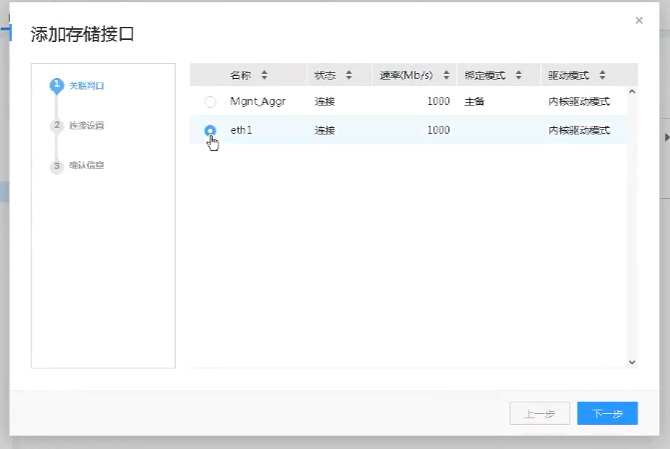 添加存储接口
1 关联网口
2 连接设置
3 确认信息
名称 状态 速率(Mb/s) 绑定模式 驱动模式
Mgnt_Aggr 连接 1000 主备 内核驱动模式
eth1 连接 1000 内核驱动模式
上一步 下一步